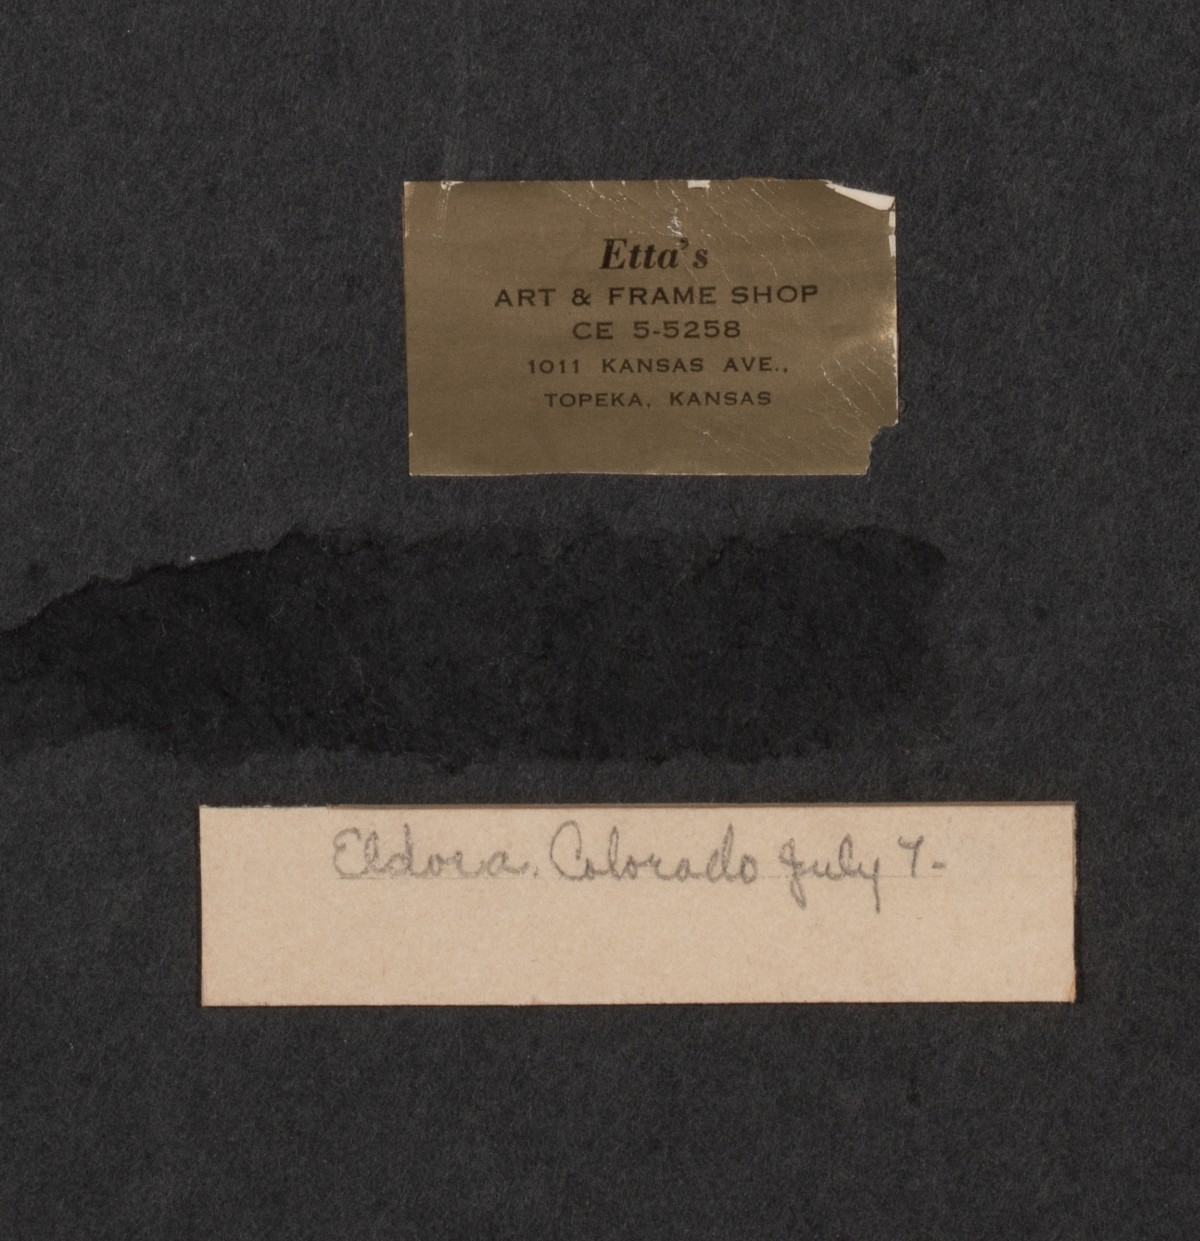 Etta's
ART & FRAME SHOP
CE 5-5258
1011 KANSAS AVE.,
TOPEKA, KANSAS
Eldora. Colorado July 7-